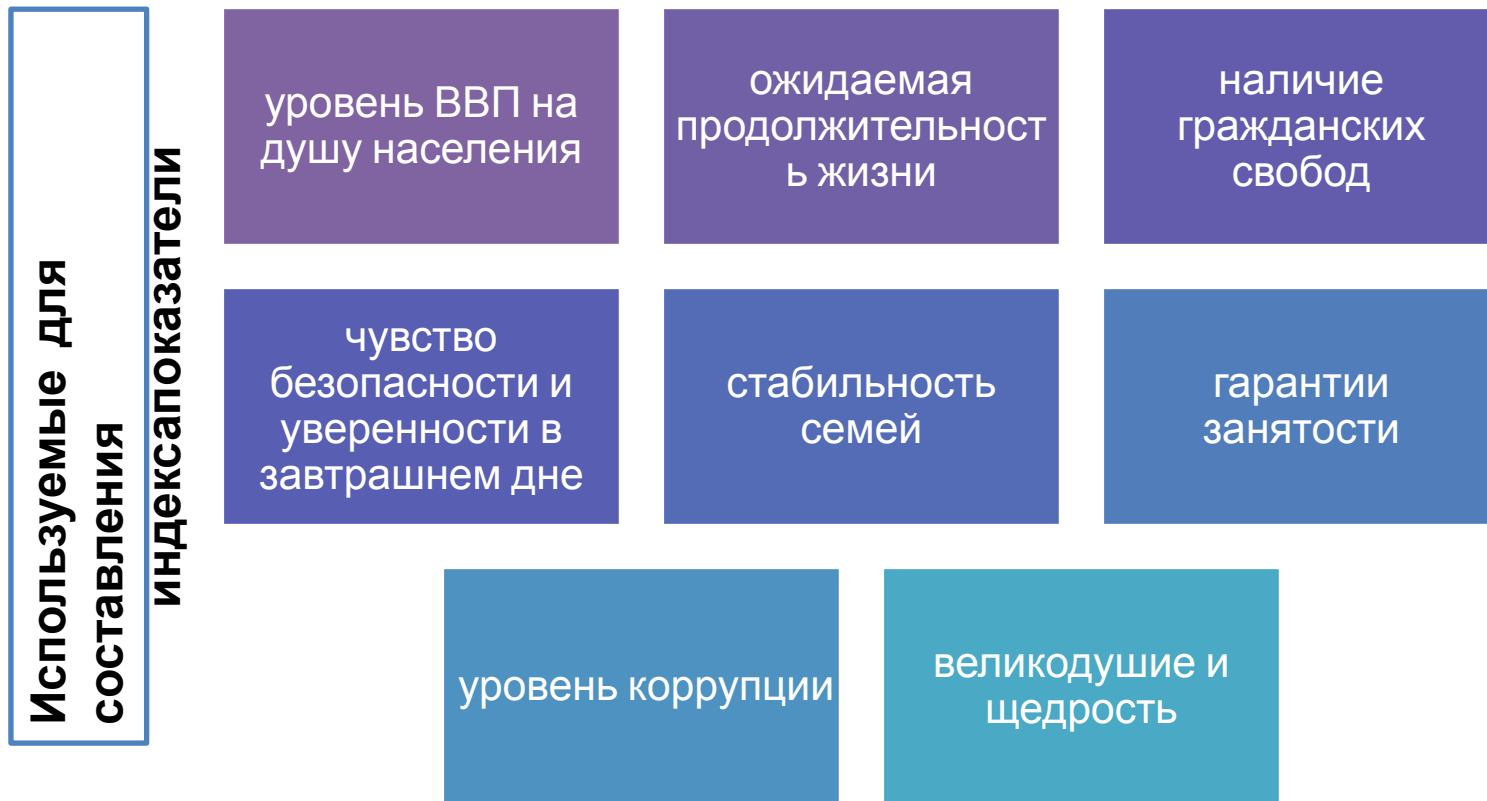 Используемые для
составления
индексапоказатели
уровень ВВП на
душу населения
ожидаемая
продолжительност
ь жизни
наличие
гражданских
свобод
чувство
безопасности и
уверенности в
завтрашнем дне
стабильность
семей
гарантии
занятости
уровень коррупции
великодушие и
щедрость